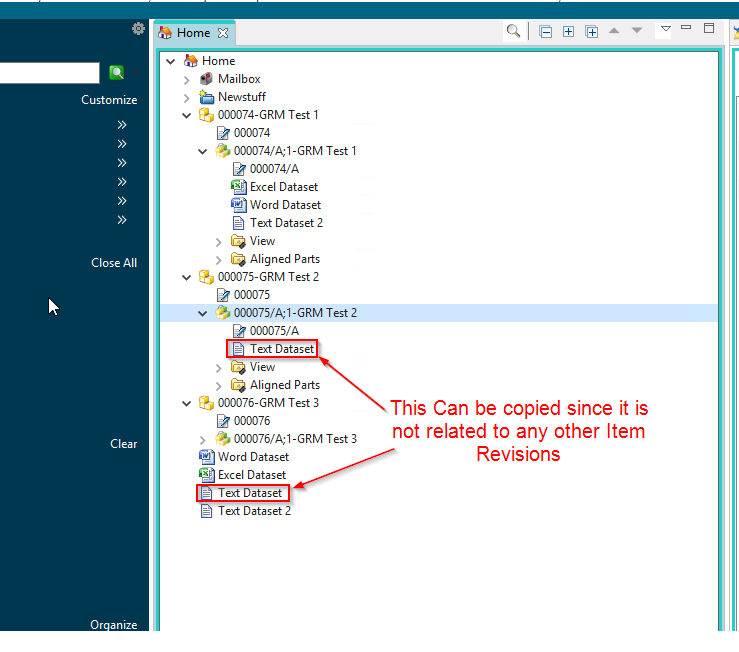 Home
Customize
Close All
Clear
Organize
Home
Mailbox
Newstuff
000074-GRM Test 1
000074
000074/A;1-GRM Test 1
000074/A
Excel Dataset
Word Dataset
Text Dataset 2
View
Aligned Parts
000075-GRM Test 2
000075
000075/A;1-GRM Test 2
000075/A
Text Dataset
View
Aligned Parts
000076-GRM Test 3
000076
000076/A;1-GRM Test 3
Word Dataset
Excel Dataset
Text Dataset
Text Dataset 2
This Can be copied since it is
not related to any other Item
Revisions